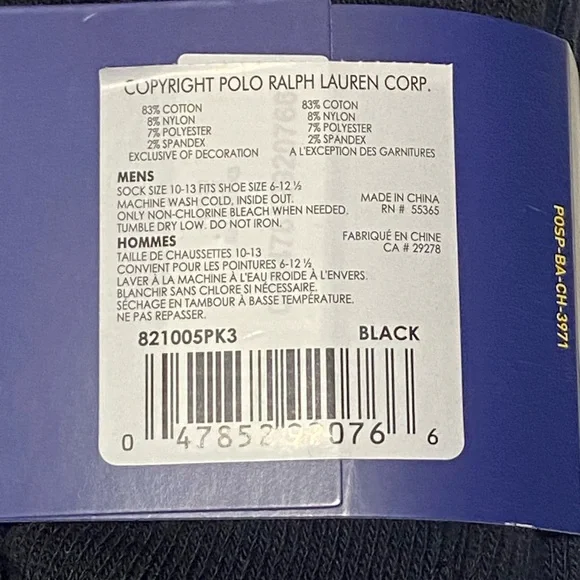 COPYRIGHT POLO RALPH LAUREN CORP.
83% COTTON
8% NYLON
7% POLYESTER
2% SPANDEX
EXCLUSIVE OF DECORATION
83% COTON
8% NYLON
7% POLYESTER
2% SPANDEX
A L'EXCEPTION DES GARNITURES
MENS
SOCK SIZE 10-13 FITS SHOE SIZE 6-12 ½
MACHINE WASH COLD, INSIDE OUT.
ONLY NON-CHLORINE BLEACH WHEN NEEDED.
TUMBLE DRY LOW. DO NOT IRON.
MADE IN CHINA
RN # 55365
HOMMES
TAILLE DE CHAUSSETTES 10-13
CONVIENT POUR LES POINTURES 6-12 ½
LAVER À LA MACHINE À L'EAU FROIDE À L'ENVERS.
BLANCHIR SANS CHLORE SI NÉCESSAIRE.
SÉCHAGE EN TAMBOUR À BASSE TEMPÉRATURE.
NE PAS REPASSER.
FABRIQUÉ EN CHINE
CA # 29278
821005PK3 BLACK
0 47852 076 6
POSP-BA-CH-3971